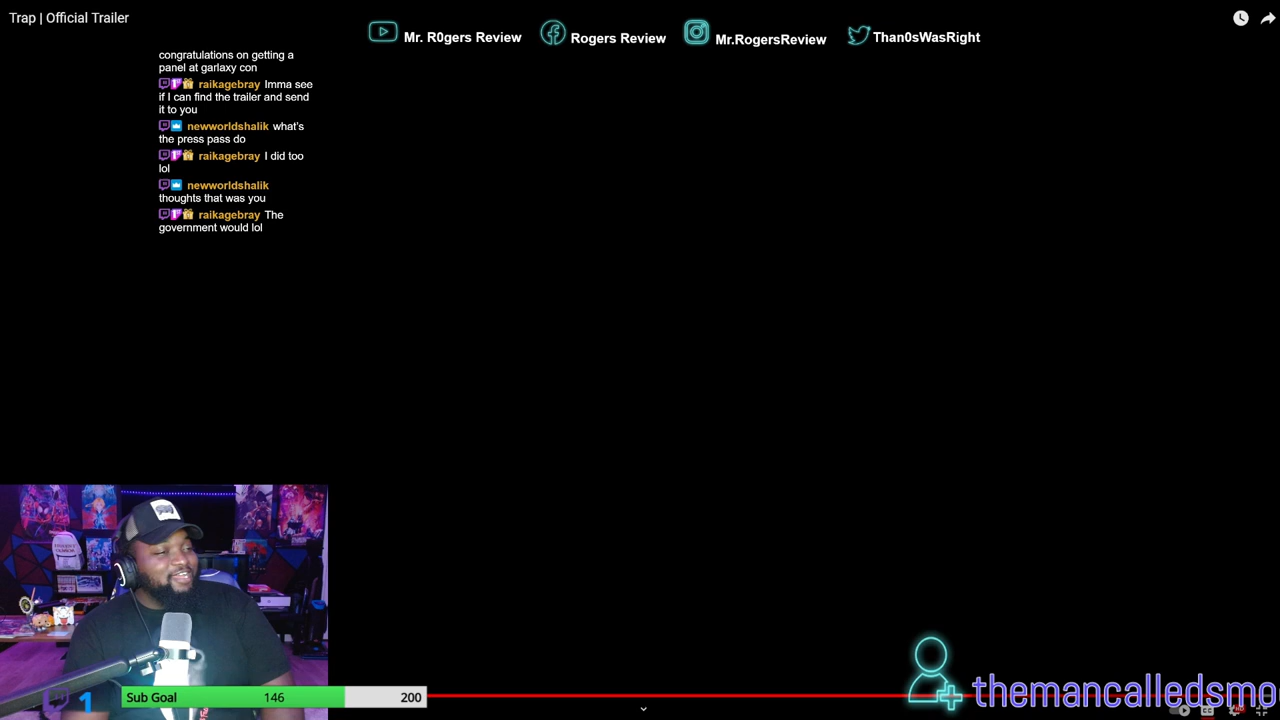 Trap | Official Trailer
Mr. R0gers Review
Rogers Review
Mr.RogersReview
Than0sWasRight
congratulations on getting a
panel at garlaxy con
raikagebray Imma see
if I can find the trailer and send
it to you
newworldshalik what's
the press pass do
raikagebray I did too
lol
newworldshalik
thoughts that was you
raikagebray The
government would lol
1
Sub Goal 146 200
themancalledsmo